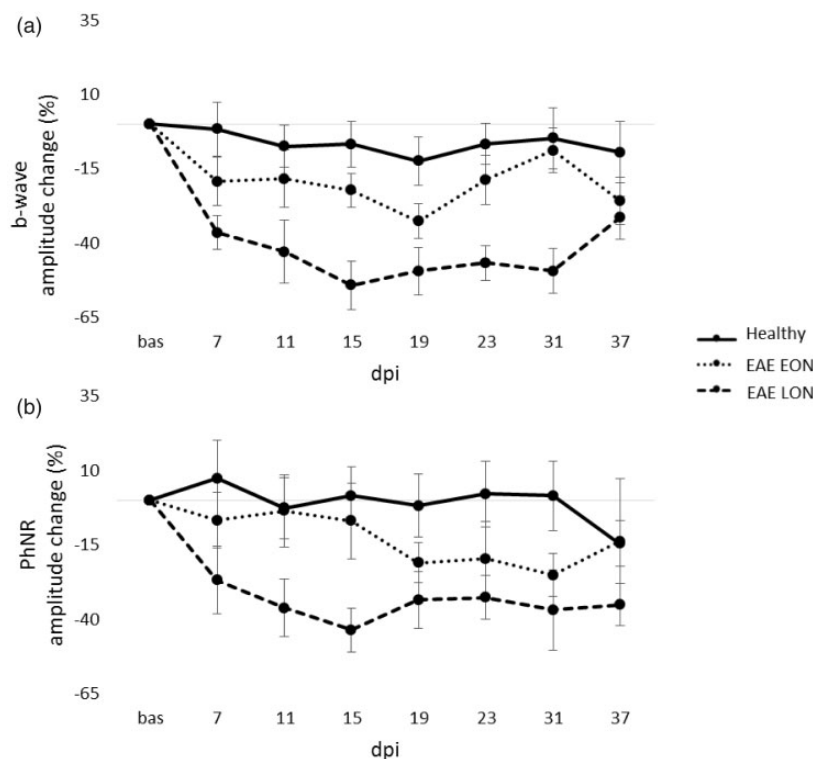 (a)
35
10
-15
-40
-65
b-wave
amplitude change (%)
bas 7 11 15 19 23 31 37
dpi
Healthy
EAE EON
EAE LON
(b)
35
10
-15
-40
-65
PhNR
amplitude change (%)
bas 7 11 15 19 23 31 37
dpi